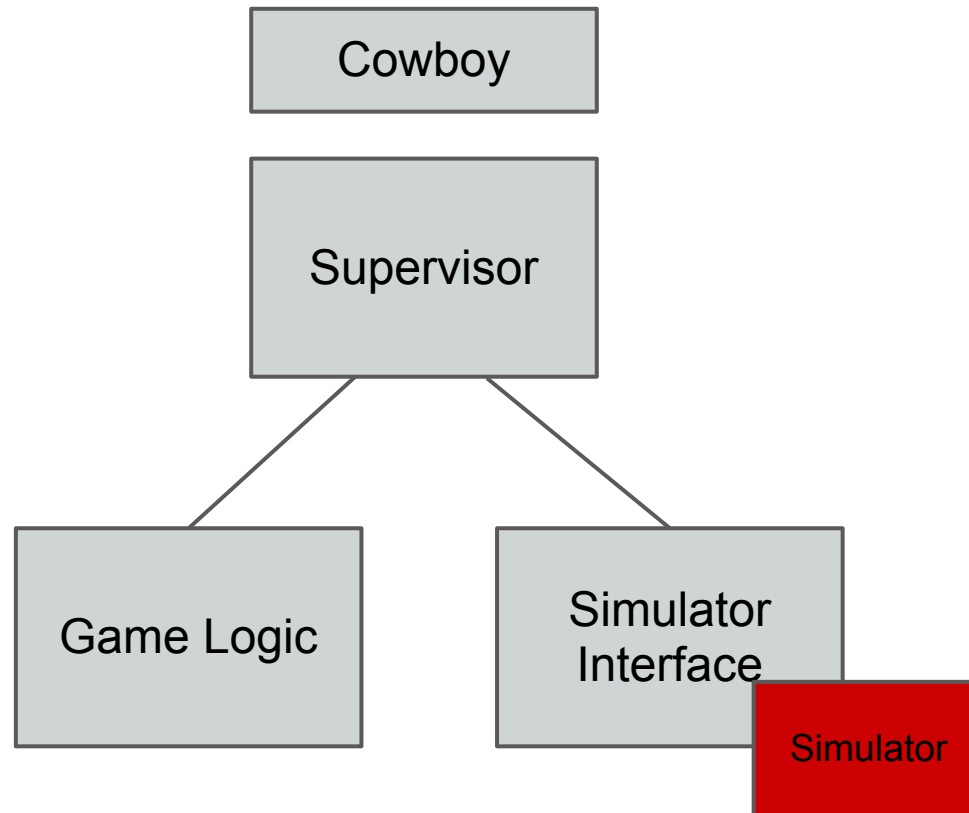 Cowboy
Supervisor
Game Logic
Simulator
Interface
Simulator